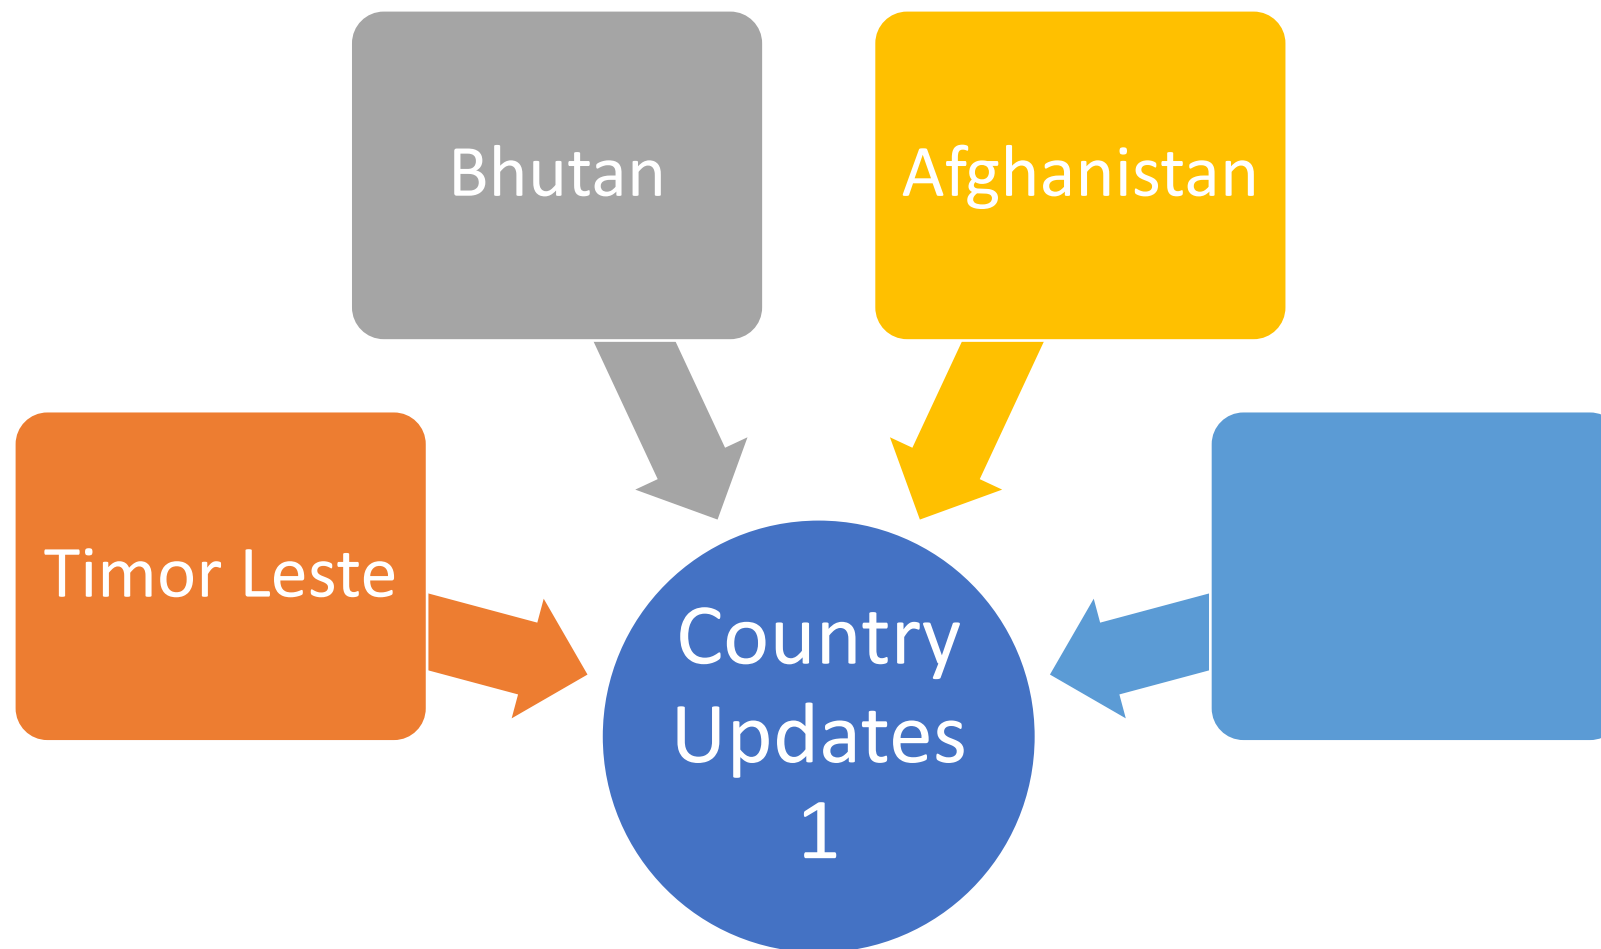 Bhutan
Afghanistan
Timor Leste
Country
Updates
1